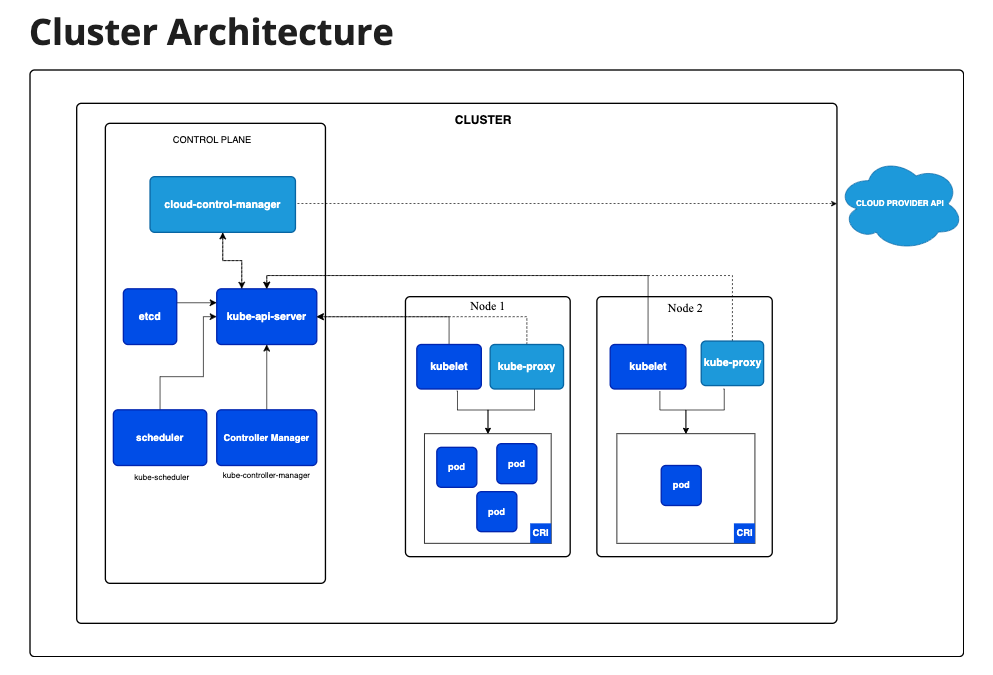 Cluster Architecture
CLUSTER
CONTROL PLANE
cloud-control-manager
CLOUD PROVIDER API
etcd
kube-api-server
scheduler
Controller Manager
kube-scheduler
kube-controller-manager
Node 1
kubelet
kube-proxy
pod
pod
pod
CRI
Node 2
kubelet
kube-proxy
pod
CRI